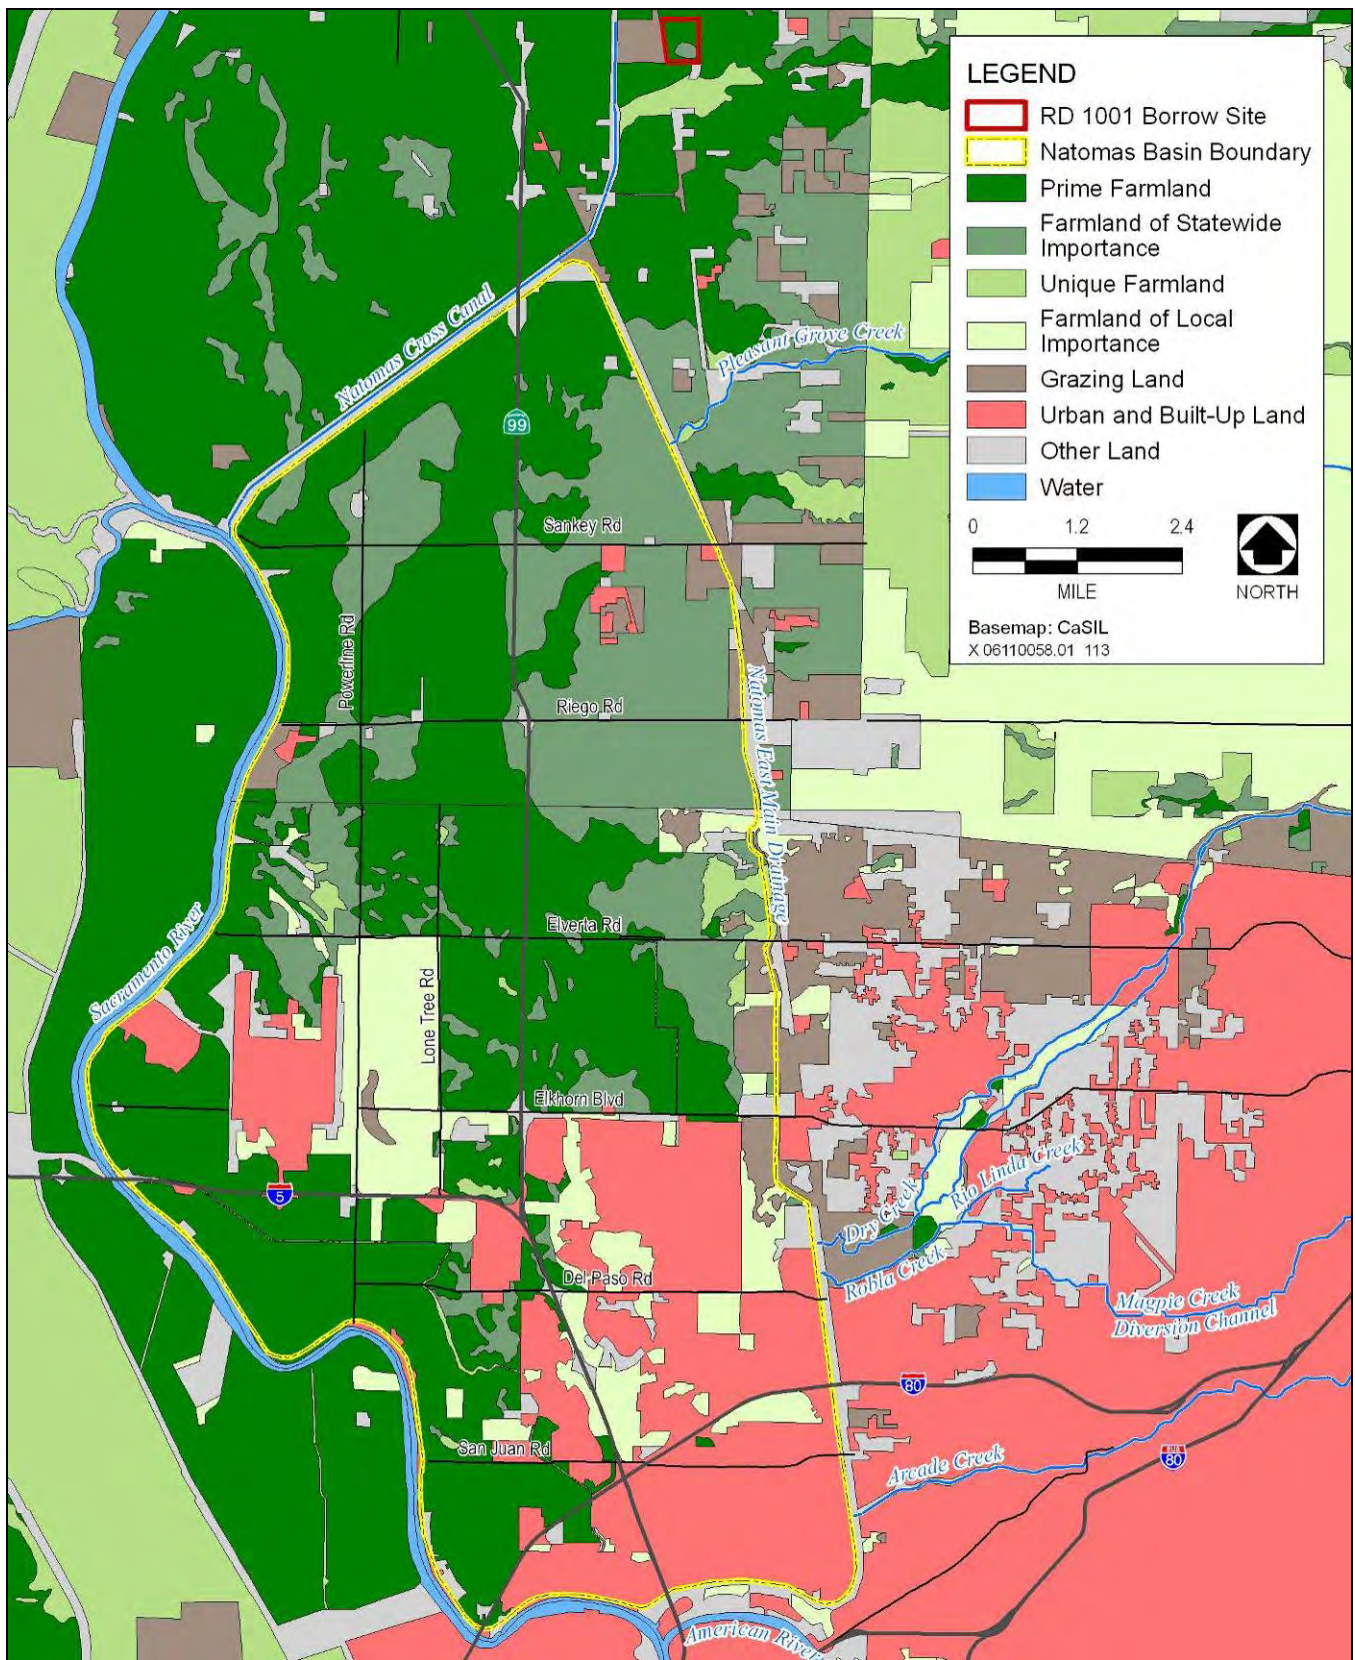 LEGEND
RD 1001 Borrow Site
Natomas Basin Boundary
Prime Farmland
Farmland of Statewide
Importance
Unique Farmland
Farmland of Local
Importance
Grazing Land
Urban and Built-Up Land
Other Land
Water
0 1.2 2.4
MILE
NORTH
Basemap: CaSIL
X 06110058.01 113
Natomas Cross Canal
Pleasant Grove Creek
99
Sankey Rd
Powerline Rd
Riego Rd
Natomas East Main Drainage
Elverta Rd
Sacramento River
Lone Tree Rd
Elkhorn Blvd
5
Dry Creek
Rio Linda Creek
Robla Creek
Del Paso Rd
Magpie Creek
Diversion Channel
80
San Juan Rd
Arcade Creek
BUS
80
American River